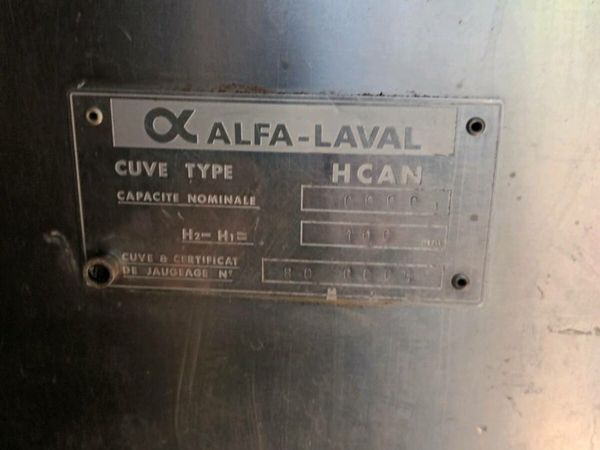 α ALFA-LAVAL
CUVE TYPE HCAN
CAPACITE NOMINALE
H2- H1=
CUVE & CERTIFICAT
DE JAUGEAGE N°